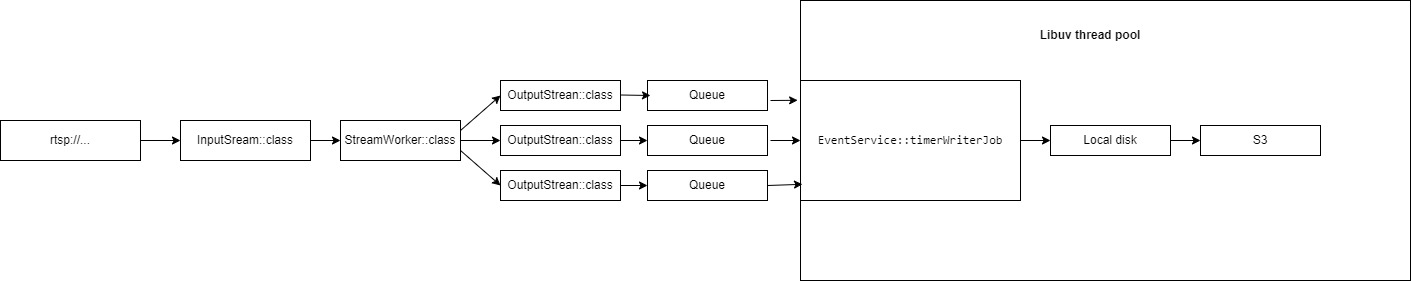 Libuv thread pool
rtsp://...
InputSream::class
StreamWorker::class
OutputStrean::class
Queue
OutputStrean::class
Queue
OutputStrean::class
Queue
EventService::timerWriterJob
Local disk
S3